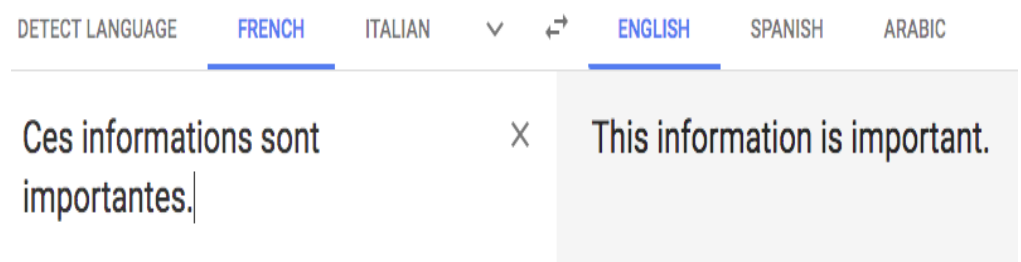 DETECT LANGUAGE FRENCH ITALIAN ENGLISH SPANISH ARABIC
Ces informations sont
importantes.
This information is important.